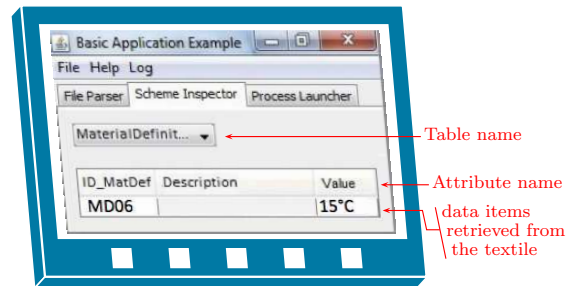 Basic Application Example
File Help Log
File Parser Scheme Inspector Process Launcher
MaterialDefinit...
Table name
ID_MatDef Description Value
Attribute name
MD06 15°C
data items
retrieved from
the textile